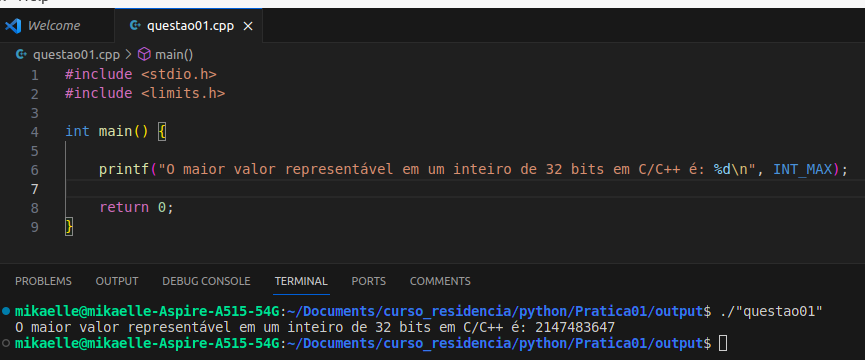 Help
Welcome
questao01.cpp ×
questao01.cpp > main()
1 #include <stdio.h>
2 #include <limits.h>
3
4 int main() {
5
6 printf("O maior valor representável em um inteiro de 32 bits em C/C++ é: %d\n", INT_MAX);
7
8 return 0;
9 }
PROBLEMS OUTPUT DEBUG CONSOLE TERMINAL PORTS COMMENTS
mikaelle@mikaelle-Aspire-A515-54G:~/Documents/curso_residencia/python/Pratica01/output$ ./"questao01"
O maior valor representável em um inteiro de 32 bits em C/C++ é: 2147483647
mikaelle@mikaelle-Aspire-A515-54G:~/Documents/curso_residencia/python/Pratica01/output$